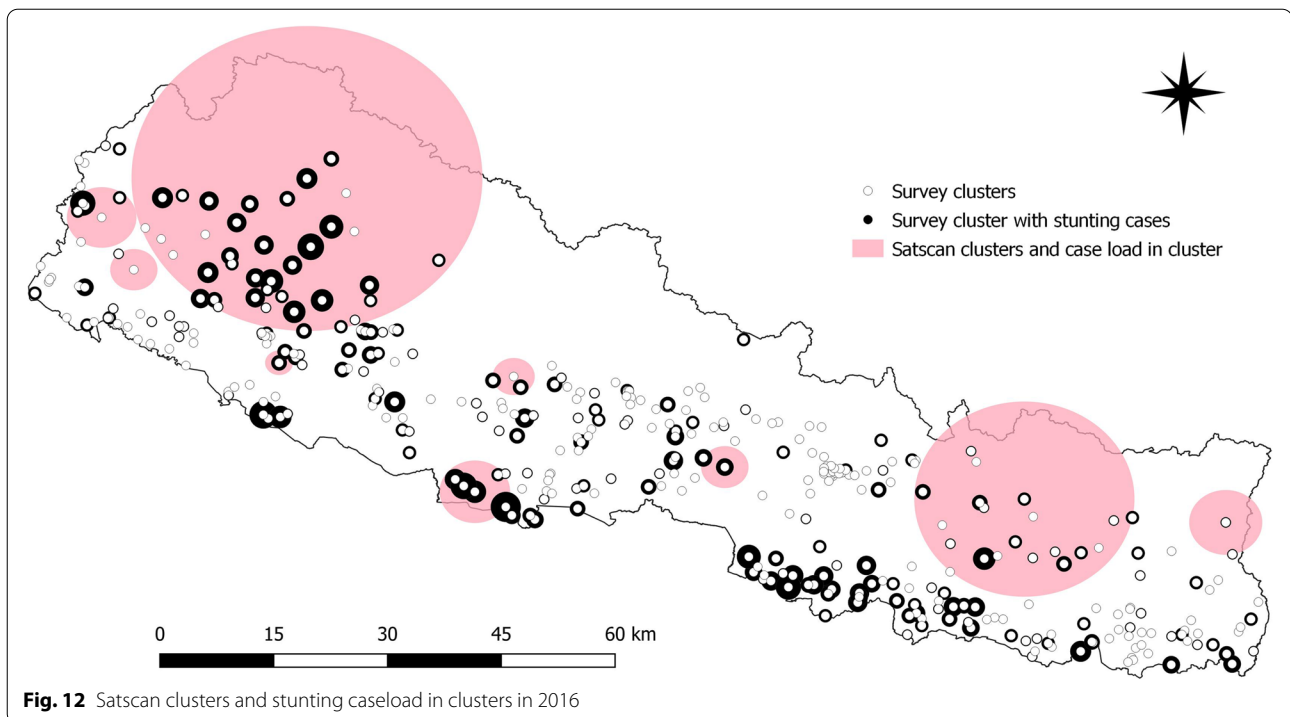 Survey clusters
Survey cluster with stunting cases
Satscan clusters and case load in cluster
0 15 30 45 60 km
Fig. 12 Satscan clusters and stunting caseload in clusters in 2016